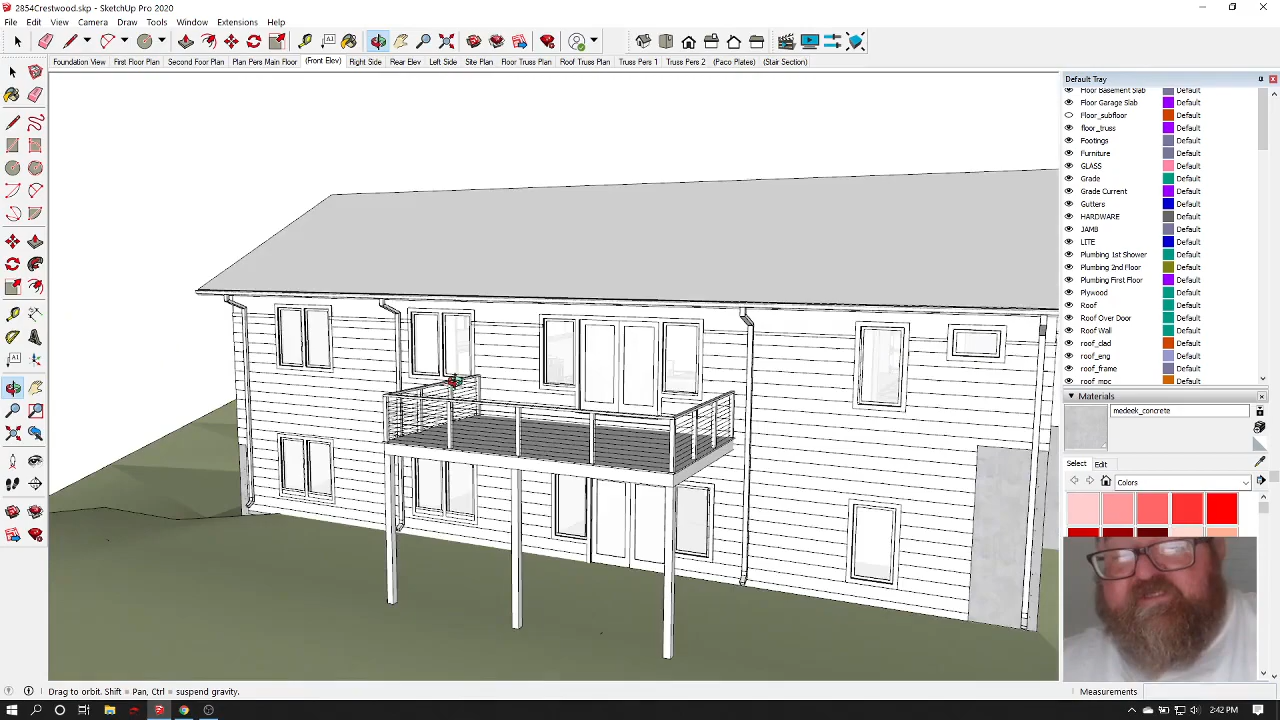 2854Crestwood.skp - SketchUp Pro 2020
File Edit View Camera Draw Tools Window Extensions Help
Foundation View First Floor Plan Second Foor Plan Plan Pers Main Floor (Front Elev) Right Side Rear Elev Left Side Site Plan Floor Truss Plan Roof Truss Plan Truss Pers 1 Truss Pers 2 (Paco Plates) (Stair Section)
Default Tray
Floor Basement Slab Default
Floor Garage Slab Default
Floor_subfloor Default
floor_truss Default
Footings Default
Furniture Default
GLASS Default
Grade Default
Grade Current Default
Gutters Default
HARDWARE Default
JAMB Default
LITE Default
Plumbing 1st Shower Default
Plumbing 2nd Floor Default
Plumbing First Floor Default
Plywood Default
Roof Default
Roof Over Door Default
Roof Wall Default
roof_clad Default
roof_eng Default
roof_frame Default
roof_mpc Default
Materials
medeek_concrete
Select Edit
Colors
Drag to orbit. Shift = Pan, Ctrl = suspend gravity.
Measurements
2:42 PM